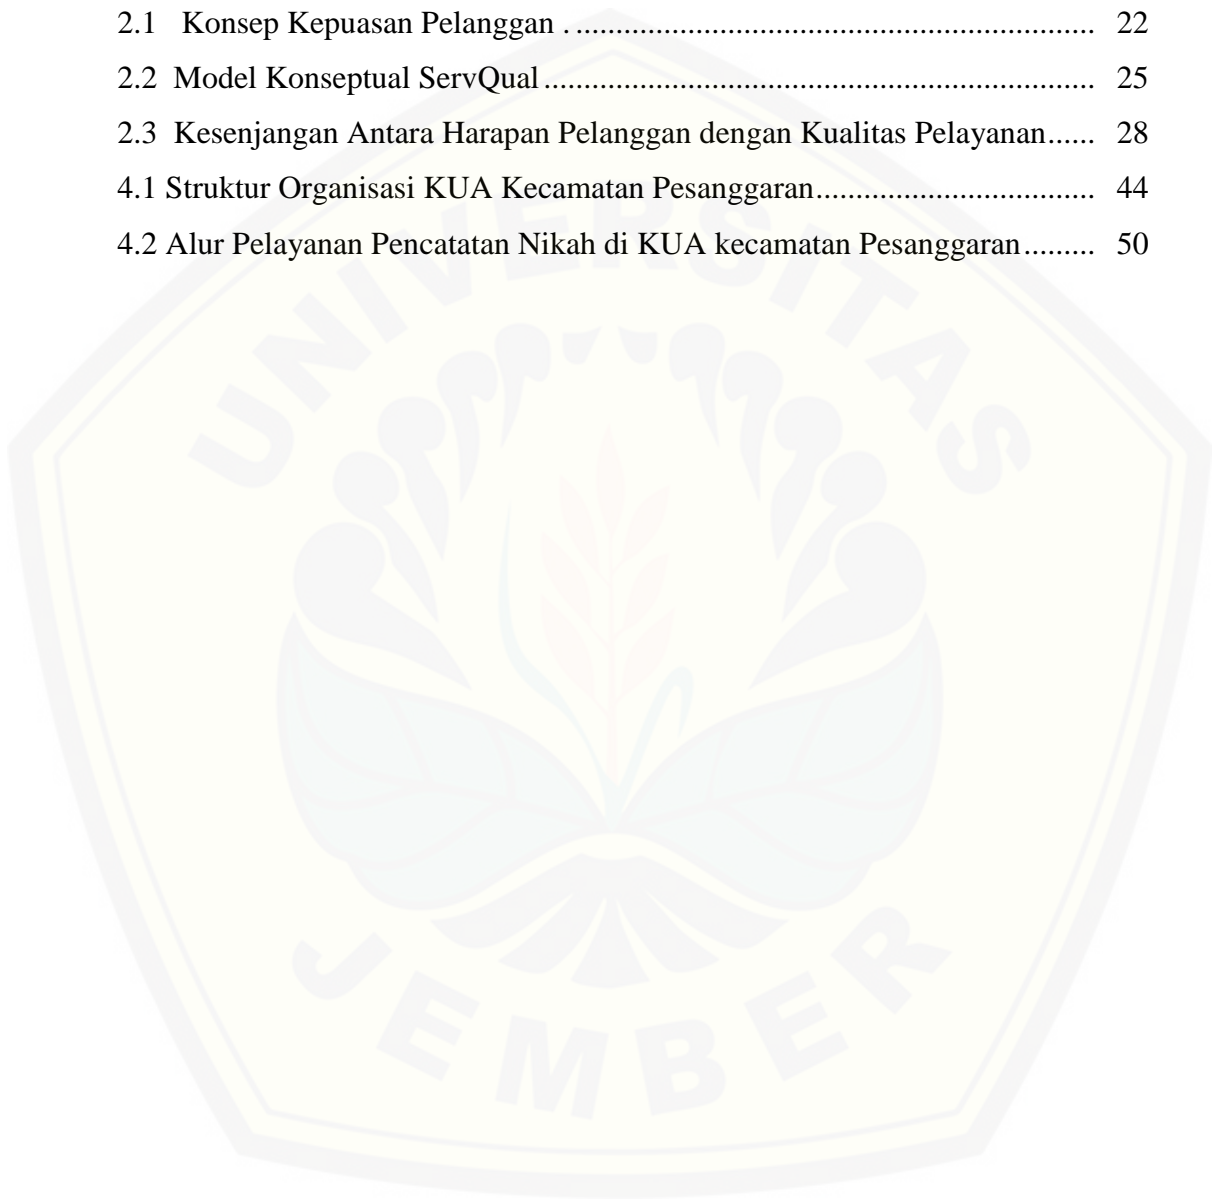 2.1 Konsep Kepuasan Pelanggan . ................................................................ 22
2.2 Model Konseptual ServQual .................................................................... 25
2.3 Kesenjangan Antara Harapan Pelanggan dengan Kualitas Pelayanan...... 28
4.1 Struktur Organisasi KUA Kecamatan Pesanggaran.................................. 44
4.2 Alur Pelayanan Pencatatan Nikah di KUA kecamatan Pesanggaran......... 50
UNIVERSITAS
JEMBER